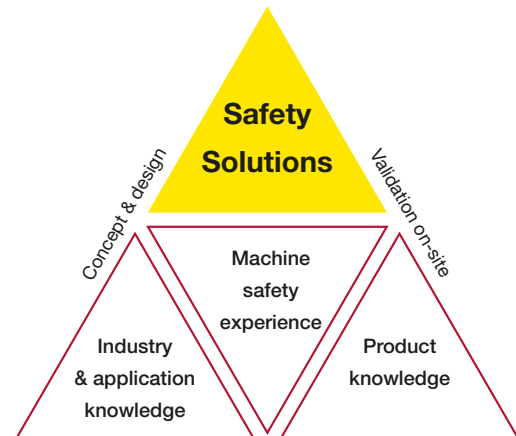 Safety
Solutions
Concept & design
Validation on-site
Machine
safety
experience
Industry
& application
knowledge
Product
knowledge